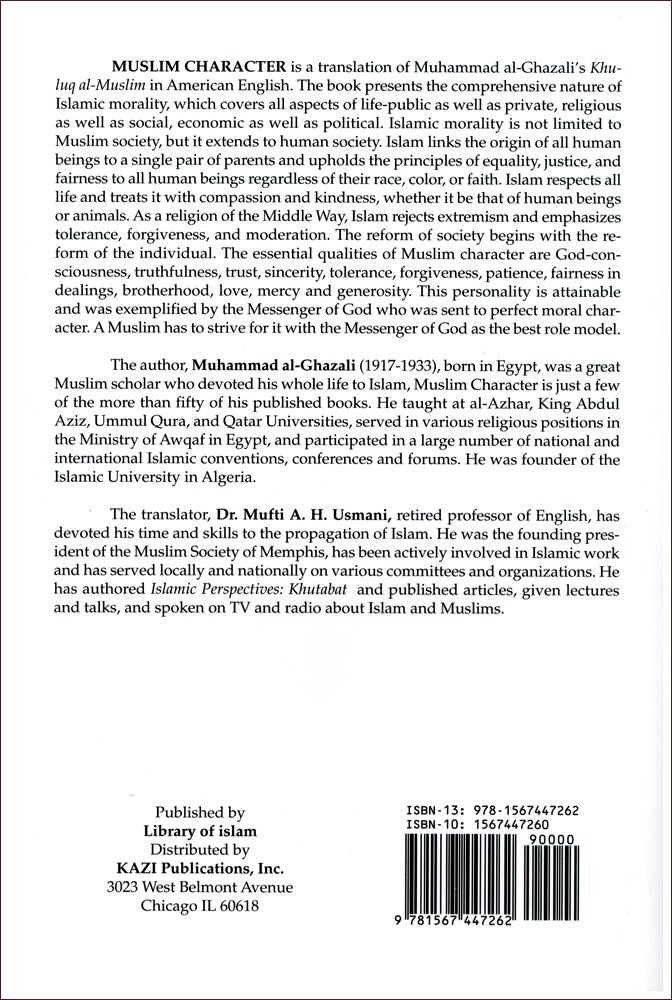 MUSLIM CHARACTER is a translation of Muhammad al-Ghazali's Khu-
luq al-Muslim in American English. The book presents the comprehensive nature of
Islamic morality, which covers all aspects of life-public as well as private, religious
as well as social, economic as well as political. Islamic morality is not limited to
Muslim society, but it extends to human society. Islam links the origin of all human
beings to a single pair of parents and upholds the principles of equality, justice, and
fairness to all human beings regardless of their race, color, or faith. Islam respects all
life and treats it with compassion and kindness, whether it be that of human beings
or animals. As a religion of the Middle Way, Islam rejects extremism and emphasizes
tolerance, forgiveness, and moderation. The reform of society begins with the re-
form of the individual. The essential qualities of Muslim character are God-con-
sciousness, truthfulness, trust, sincerity, tolerance, forgiveness, patience, fairness in
dealings, brotherhood, love, mercy and generosity. This personality is attainable
and was exemplified by the Messenger of God who was sent to perfect moral char-
acter. A Muslim has to strive for it with the Messenger of God as the best role model.
The author, Muhammad al-Ghazali (1917-1933), born in Egypt, was a great
Muslim scholar who devoted his whole life to Islam, Muslim Character is just a few
of the more than fifty of his published books. He taught at al-Azhar, King Abdul
Aziz, Ummul Qura, and Qatar Universities, served in various religious positions in
the Ministry of Awqaf in Egypt, and participated in a large number of national and
international Islamic conventions, conferences and forums. He was founder of the
Islamic University in Algeria.
The translator, Dr. Mufti A. H. Usmani, retired professor of English, has
devoted his time and skills to the propagation of Islam. He was the founding pres-
ident of the Muslim Society of Memphis, has been actively involved in Islamic work
and has served locally and nationally on various committees and organizations. He
has authored Islamic Perspectives: Khutabat and published articles, given lectures
and talks, and spoken on TV and radio about Islam and Muslims.
Published by
Library of islam
Distributed by
KAZI Publications, Inc.
3023 West Belmont Avenue
Chicago IL 60618
ISBN-13: 978-1567447262
ISBN-10: 1567447260
90000
9 781567 447262